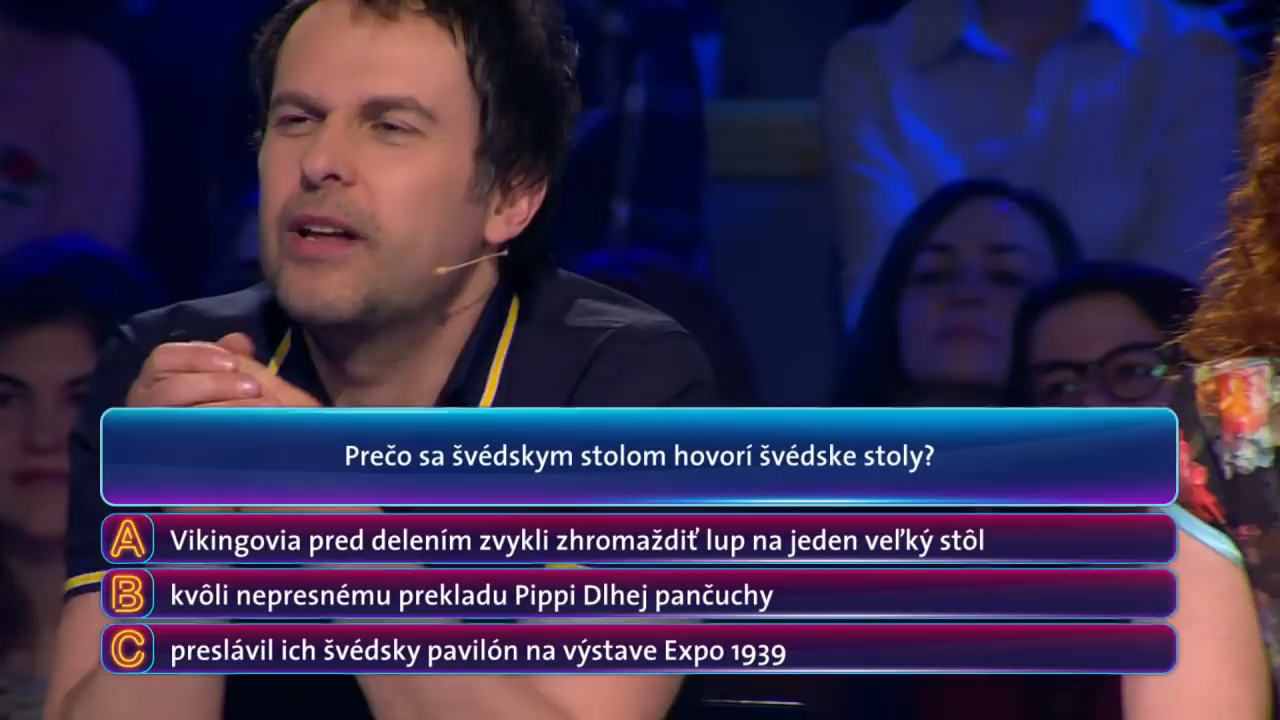 Prečo sa švédskym stolom hovorí švédske stoly?
A Vikingovia pred delením zvykli zhromaždiť lup na jeden veľký stôl
B kvôli nepresnému prekladu Pippi Dlhej pančuchy
C preslávil ich švédsky pavilón na výstave Expo 1939